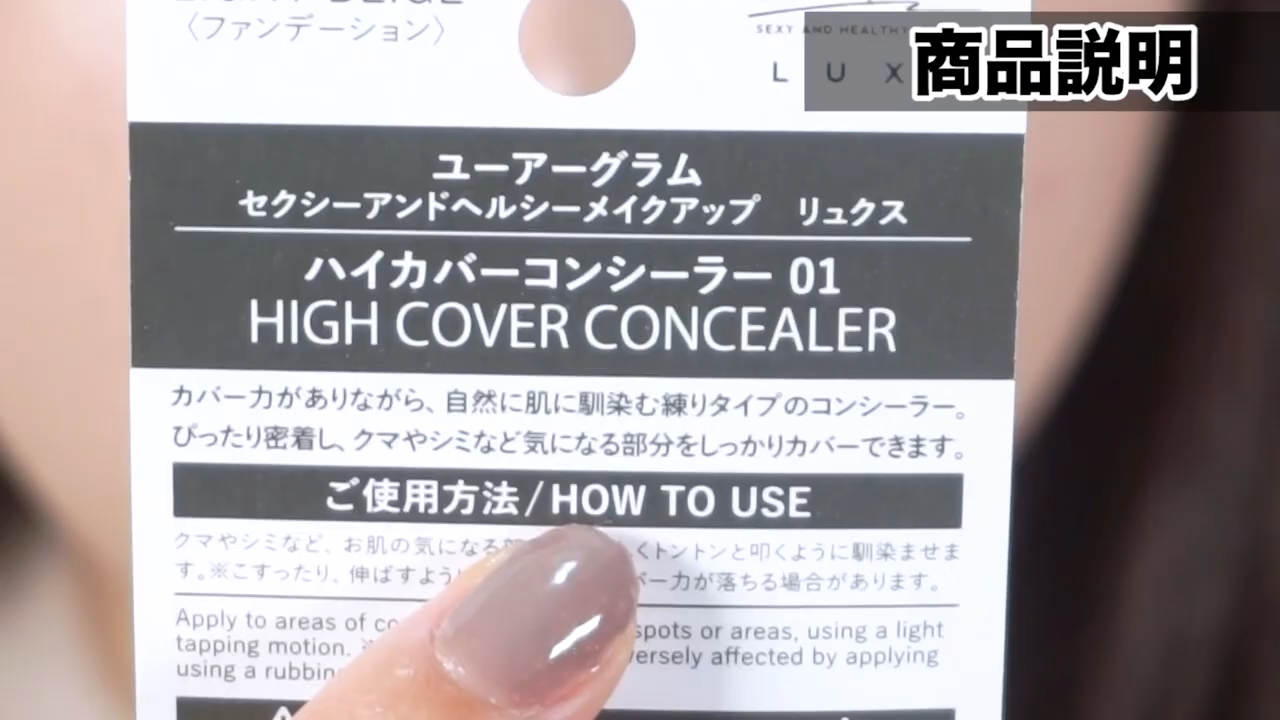 〈ファンデーション〉
SEXY AND HEALTHY
LUX
商品説明
ユーアーグラム
セクシーアンドヘルシーメイクアップ リュクス
ハイカバーコンシーラー 01
HIGH COVER CONCEALER
カバー力がありながら、自然に肌に馴染む練りタイプのコンシーラー。
ぴったり密着し、クマやシミなど気になる部分をしっかりカバーできます。
ご使用方法/HOW TO USE
クマやシミなど、お肌の気になる くトントンと叩くように馴染ませま
す。※こすったり、伸ばすよう バー力が落ちる場合があります。
Apply to areas of spots or areas, using a light
tapping motion. affected by applying
using a